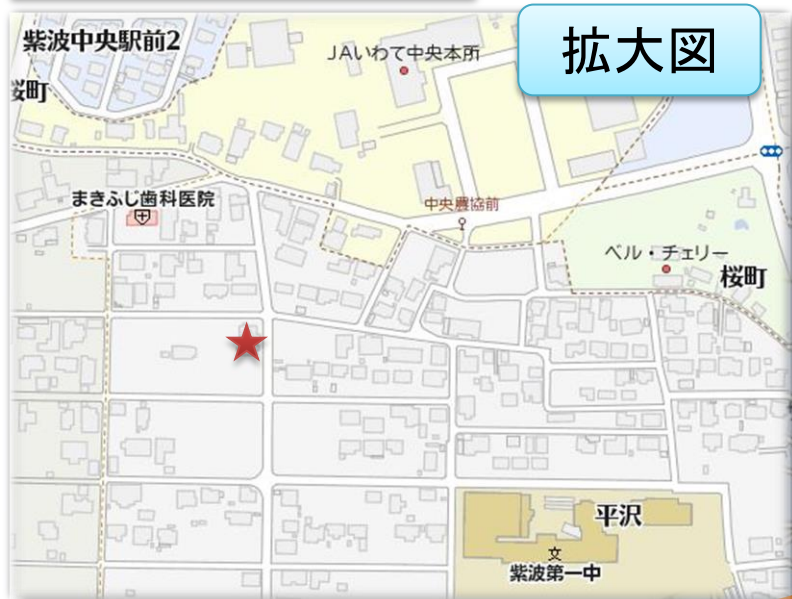 拡大図
紫波中央駅前2
JAいわて中央本所
桜町
まきふじ歯科医院
中央農協前
ベル・チェリー
桜町
平沢
文
紫波第一中